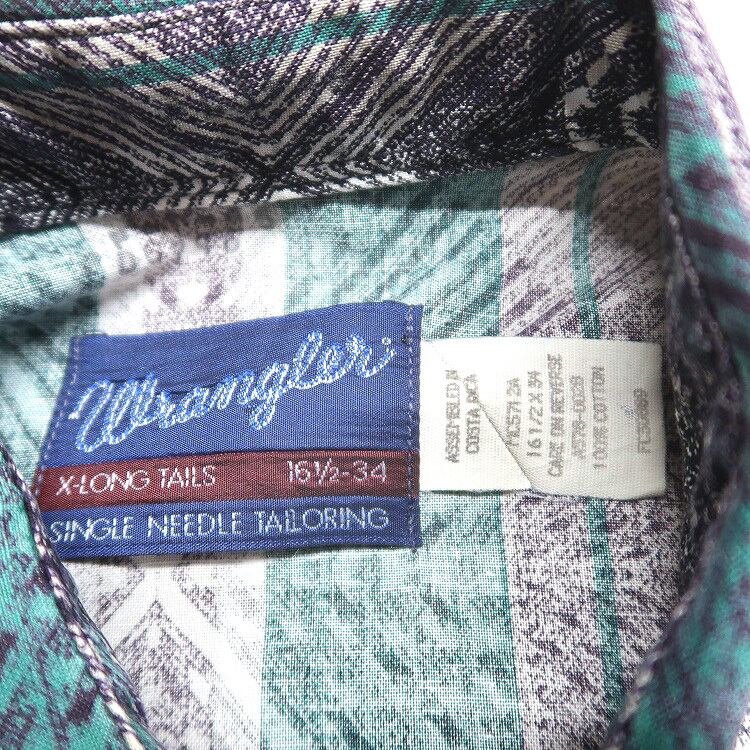 Wrangler
X-LONG TAILS 16½-34
SINGLE NEEDLE TAILORING
ASSEMBLED IN
COSTA RICA
16 1/2 X 34
CARE ON REVERSE
100% COTTON